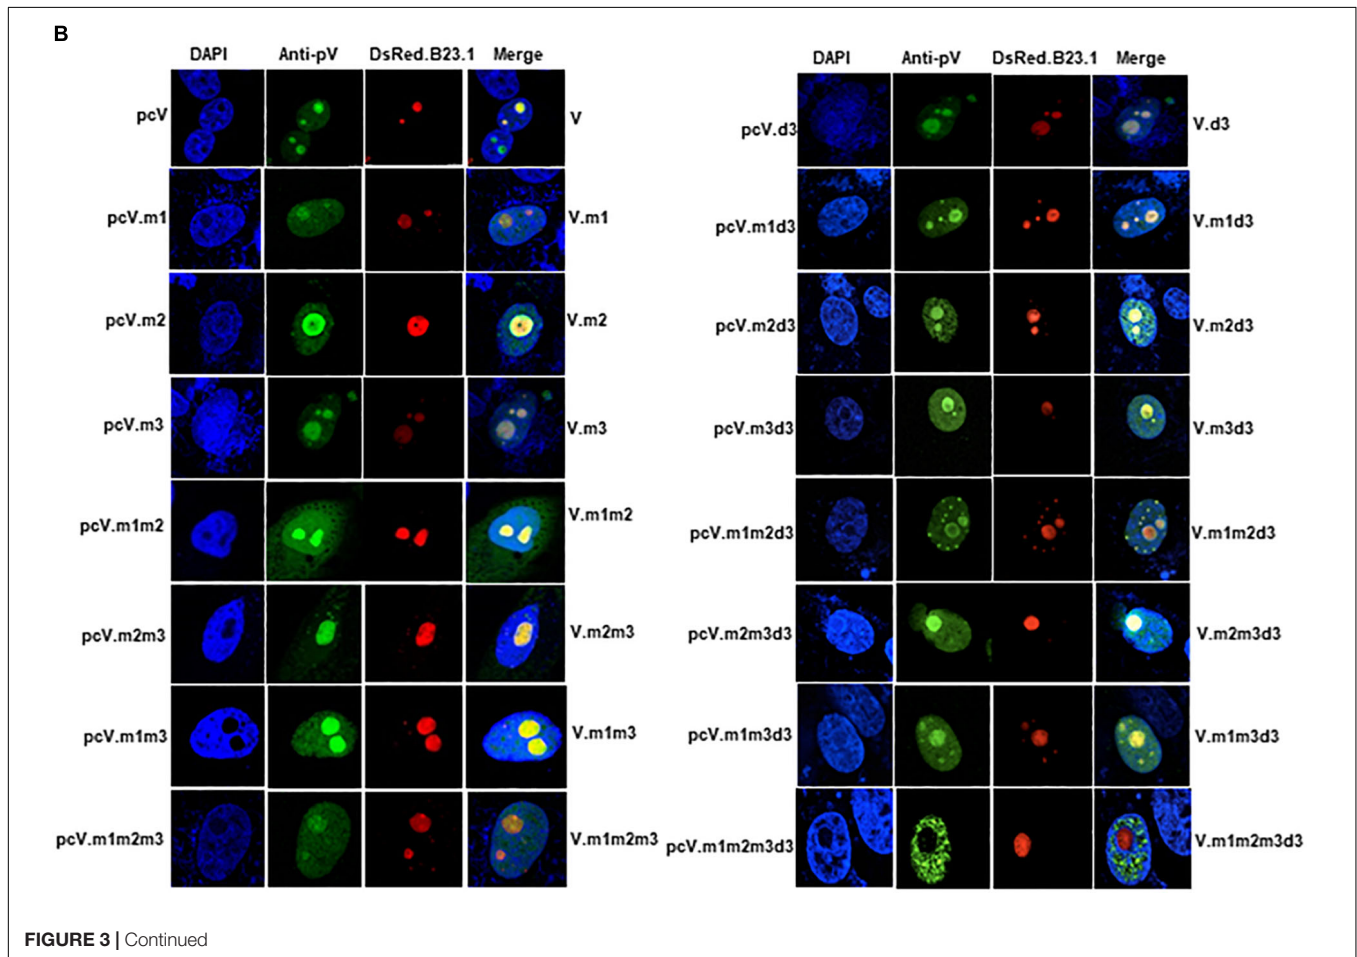 B
DAPI Anti-pV DsRed.B23.1 Merge
pcV V
pcV.m1 V.m1
pcV.m2 V.m2
pcV.m3 V.m3
pcV.m1m2 V.m1m2
pcV.m2m3 V.m2m3
pcV.m1m3 V.m1m3
pcV.m1m2m3 V.m1m2m3
DAPI Anti-pV DsRed.B23.1 Merge
pcV.d3 V.d3
pcV.m1d3 V.m1d3
pcV.m2d3 V.m2d3
pcV.m3d3 V.m3d3
pcV.m1m2d3 V.m1m2d3
pcV.m2m3d3 V.m2m3d3
pcV.m1m3d3 V.m1m3d3
pcV.m1m2m3d3 V.m1m2m3d3
FIGURE 3 | Continued